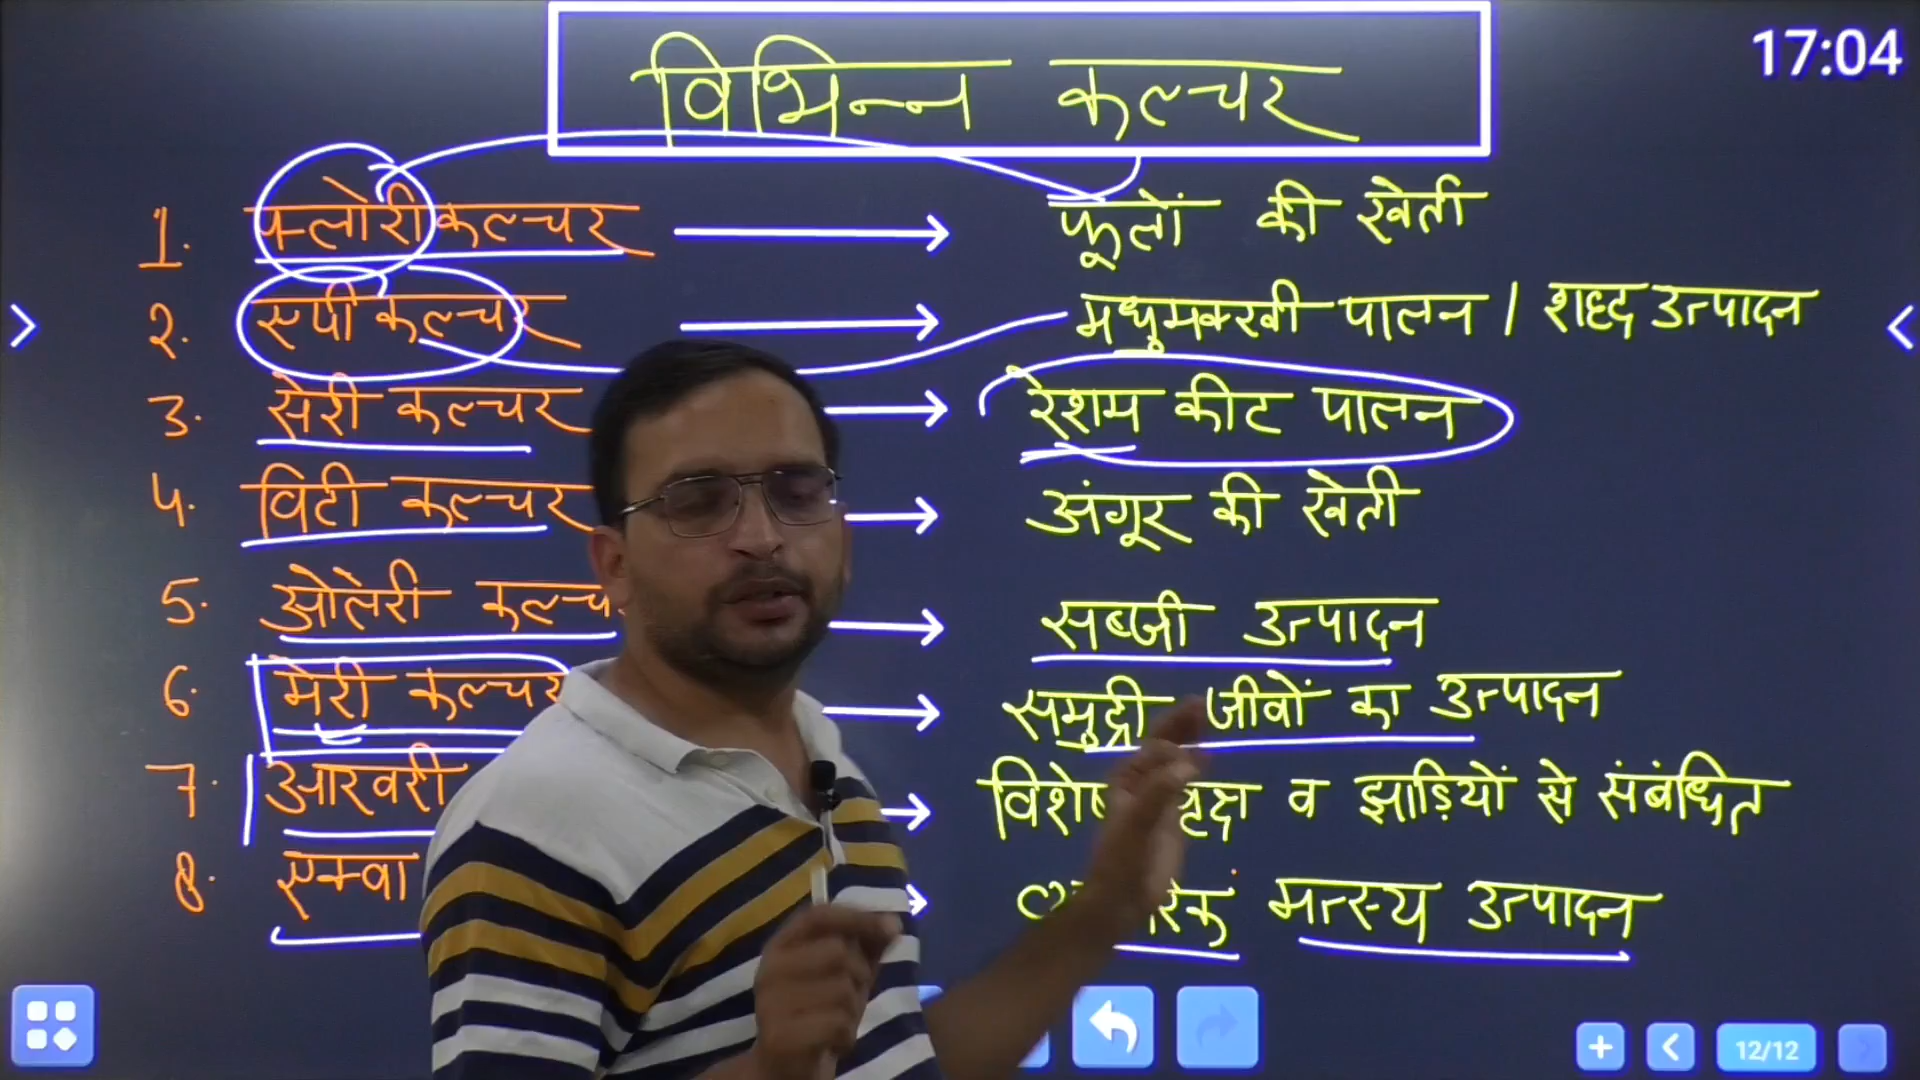 17:04
विभिन्न कल्चर
1. फ्लोरीकल्चर → फूलों की खेती
2. एपीकल्चर → मधुमक्खी पालन / शहद उत्पादन
3. सेरी कल्चर → रेशम कीट पालन
4. विटी कल्चर → अंगूर की खेती
5. ओलेरी कल्च → सब्जी उत्पादन
6. मेरी कल्चर → समुद्री जीवों का उत्पादन
7. आरवरी → विशेष वृक्ष व झाड़ियों से संबंधित
8. एक्वा → मत्स्य उत्पादन
12/12